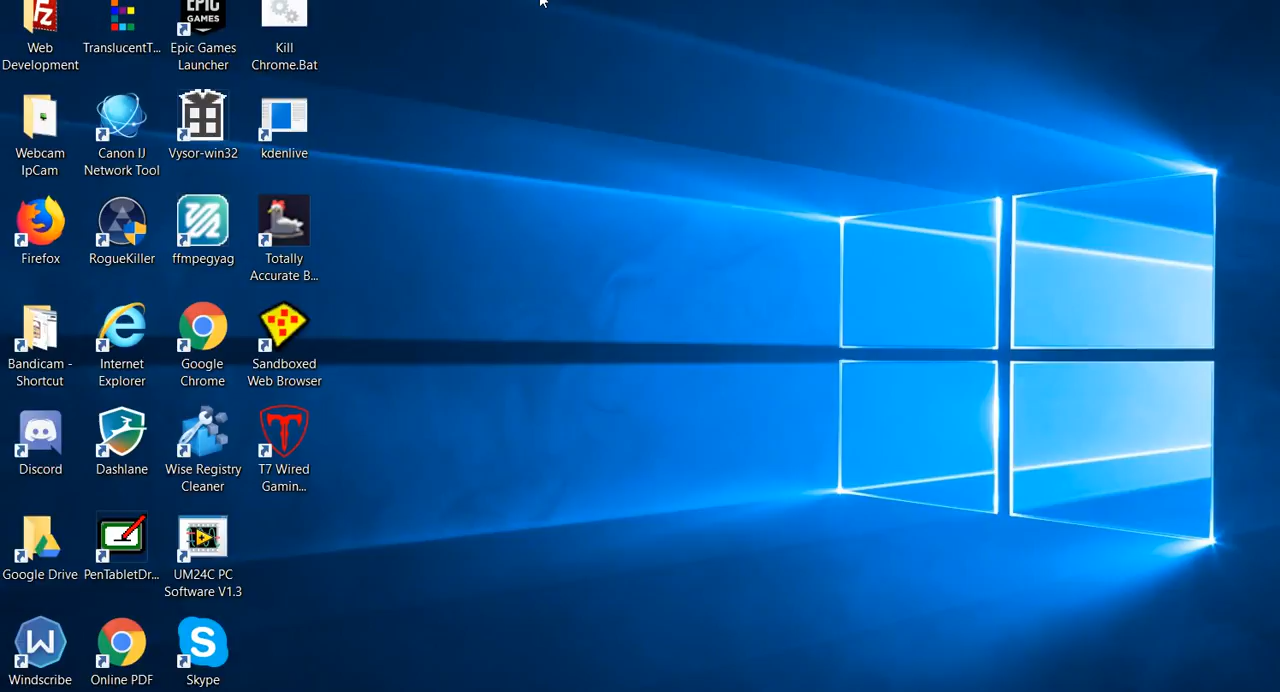 EPIC
GAMES
Web
Development
TranslucentT...
Epic Games
Launcher
Kill
Chrome.Bat
Webcam
IpCam
Canon IJ
Network Tool
Vysor-win32
kdenlive
Firefox
RogueKiller
ffmpegyag
Totally
Accurate B...
Bandicam -
Shortcut
Internet
Explorer
Google
Chrome
Sandboxed
Web Browser
Discord
Dashlane
Wise Registry
Cleaner
T7 Wired
Gamin...
Google Drive
PenTabletDr...
UM24C PC
Software V1.3
Windscribe
Online PDF
Skype